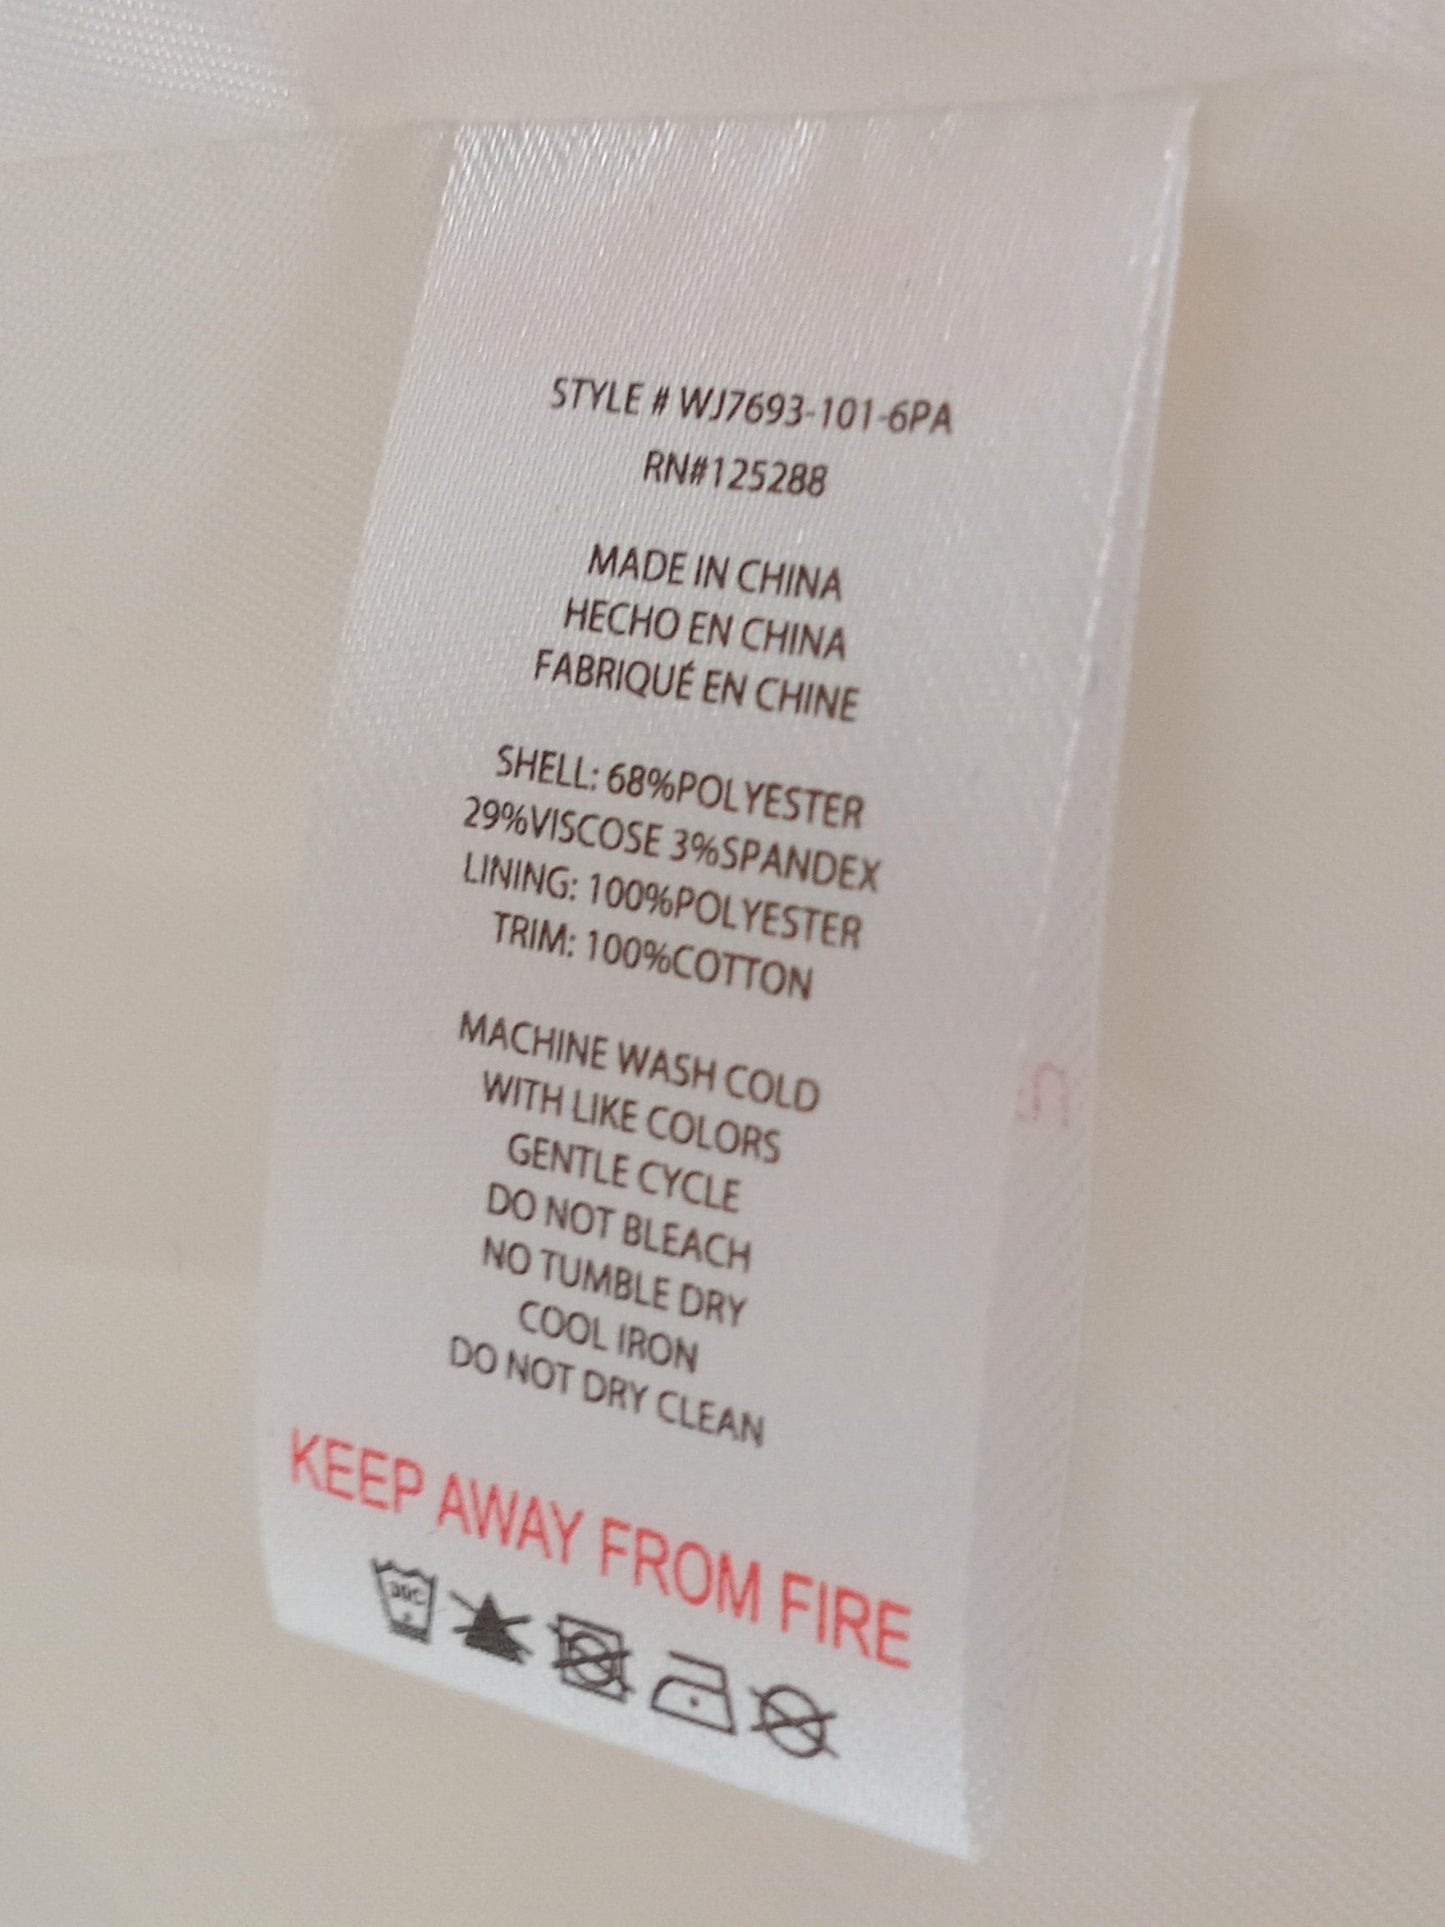 STYLE # WJ7693-101-6PA
RN#125288
MADE IN CHINA
HECHO EN CHINA
FABRIQUÉ EN CHINE
SHELL: 68%POLYESTER
29%VISCOSE 3%SPANDEX
LINING: 100%POLYESTER
TRIM: 100%COTTON
MACHINE WASH COLD
WITH LIKE COLORS
GENTLE CYCLE
DO NOT BLEACH
NO TUMBLE DRY
COOL IRON
DO NOT DRY CLEAN
KEEP AWAY FROM FIRE